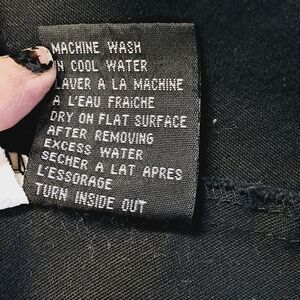 MACHINE WASH
IN COOL WATER
LAVER A LA MACHINE
A L'EAU FRAICHE
DRY ON FLAT SURFACE
AFTER REMOVING
EXCESS WATER
SECHER A LAT APRES
L'ESSORAGE
TURN INSIDE OUT